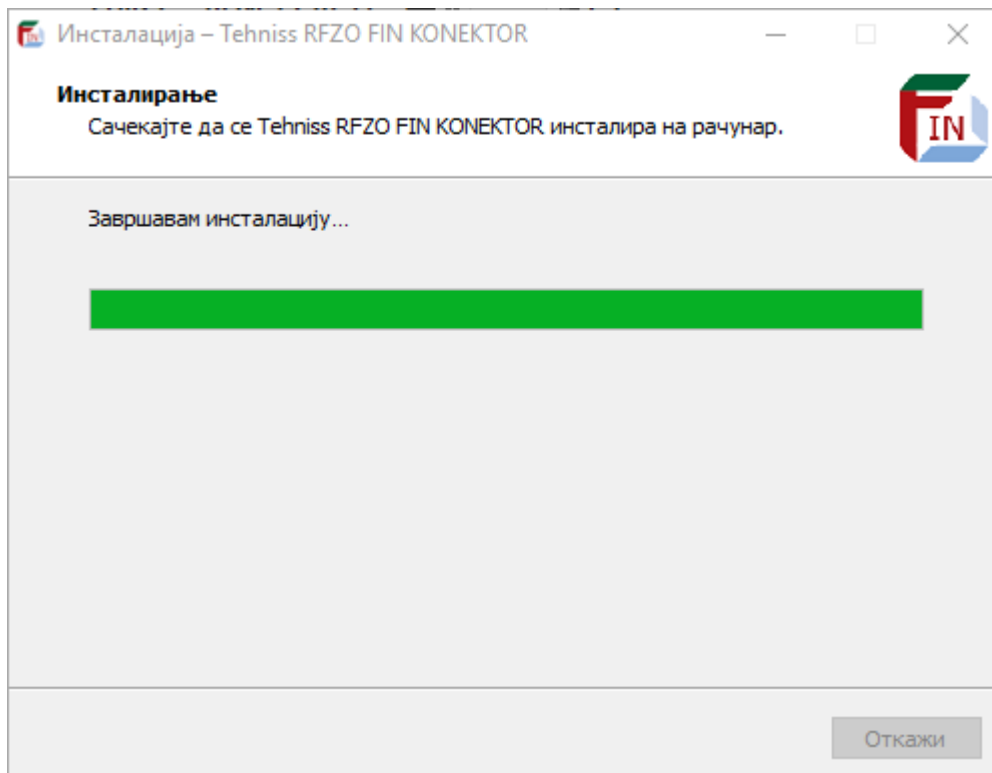 Инсталација – Tehniss RFZO FIN KONEKTOR
Инсталирање
Сачекајте да се Tehniss RFZO FIN KONEKTOR инсталира на рачунар.
FIN
Завршавам инсталацију...
Откажи